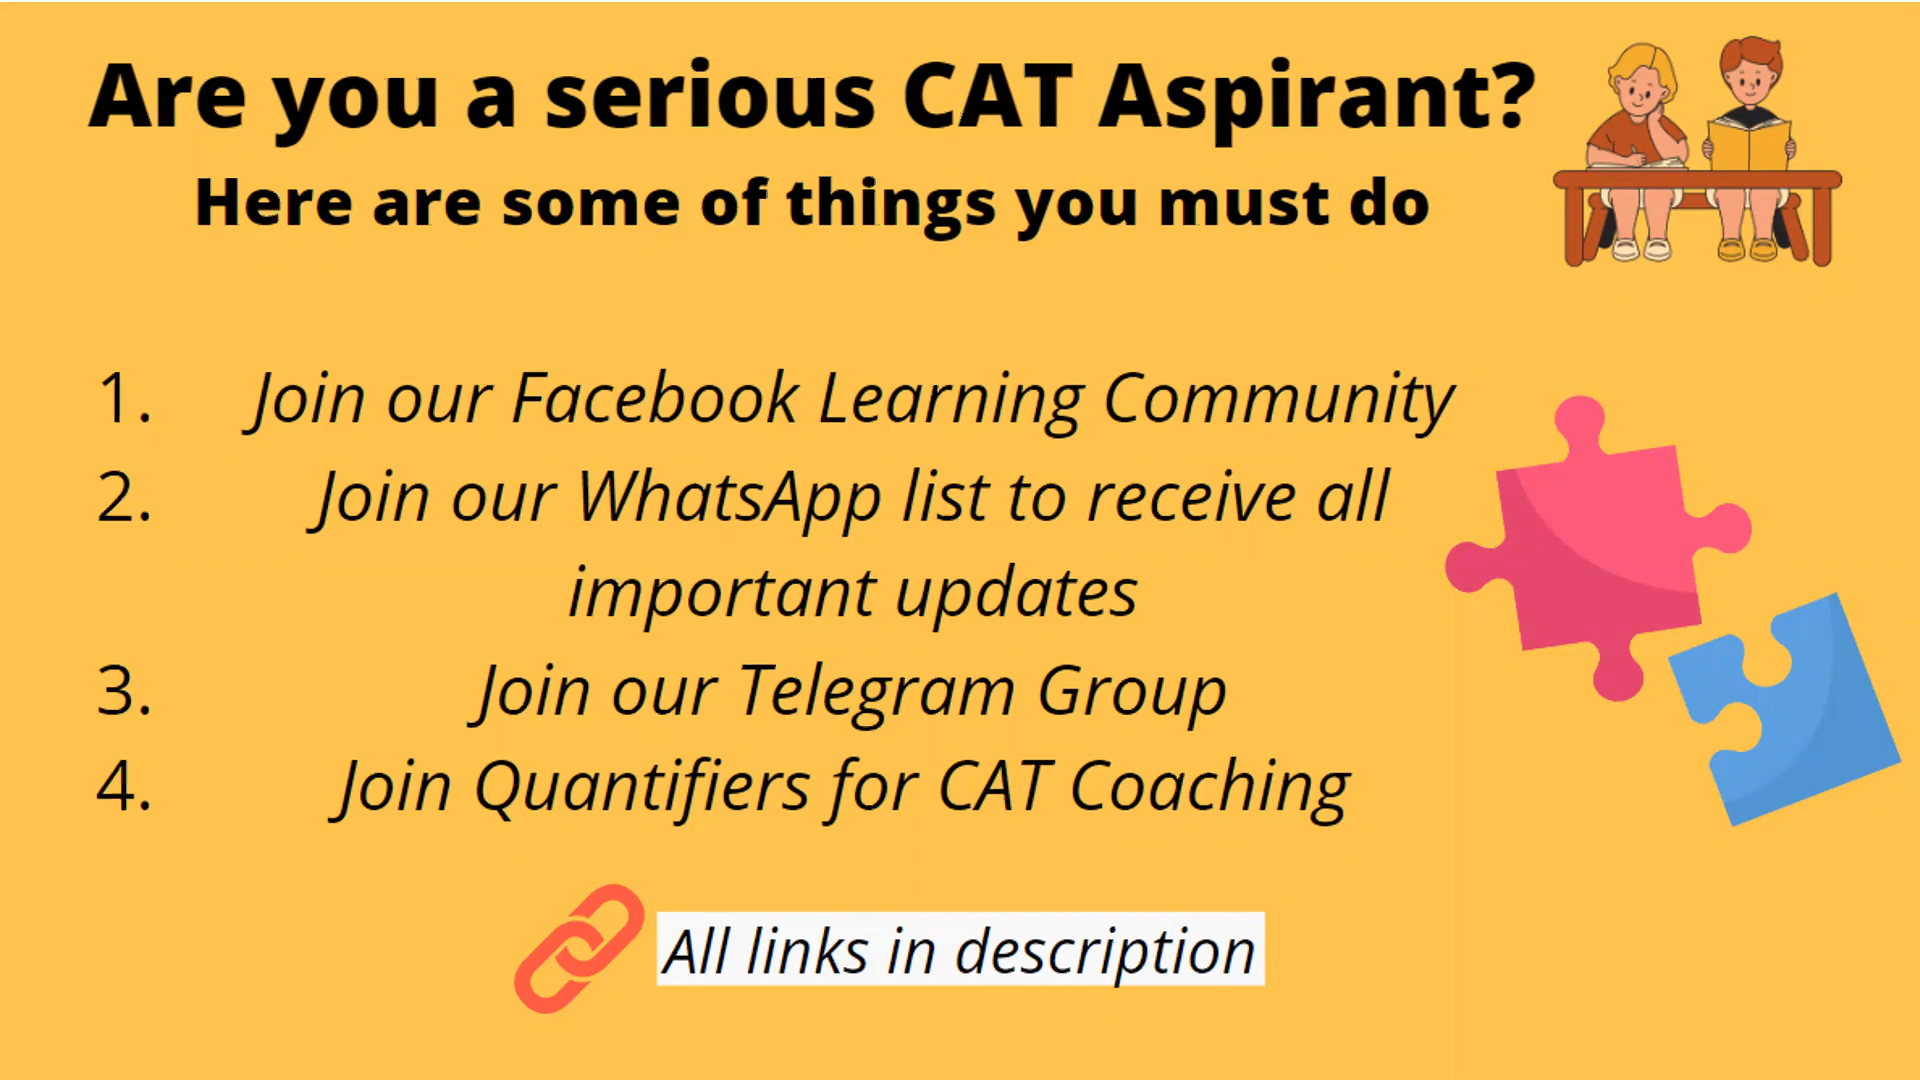 Are you a serious CAT Aspirant?
Here are some of things you must do
1. Join our Facebook Learning Community
2. Join our WhatsApp list to receive all
important updates
3. Join our Telegram Group
4. Join Quantifiers for CAT Coaching
All links in description